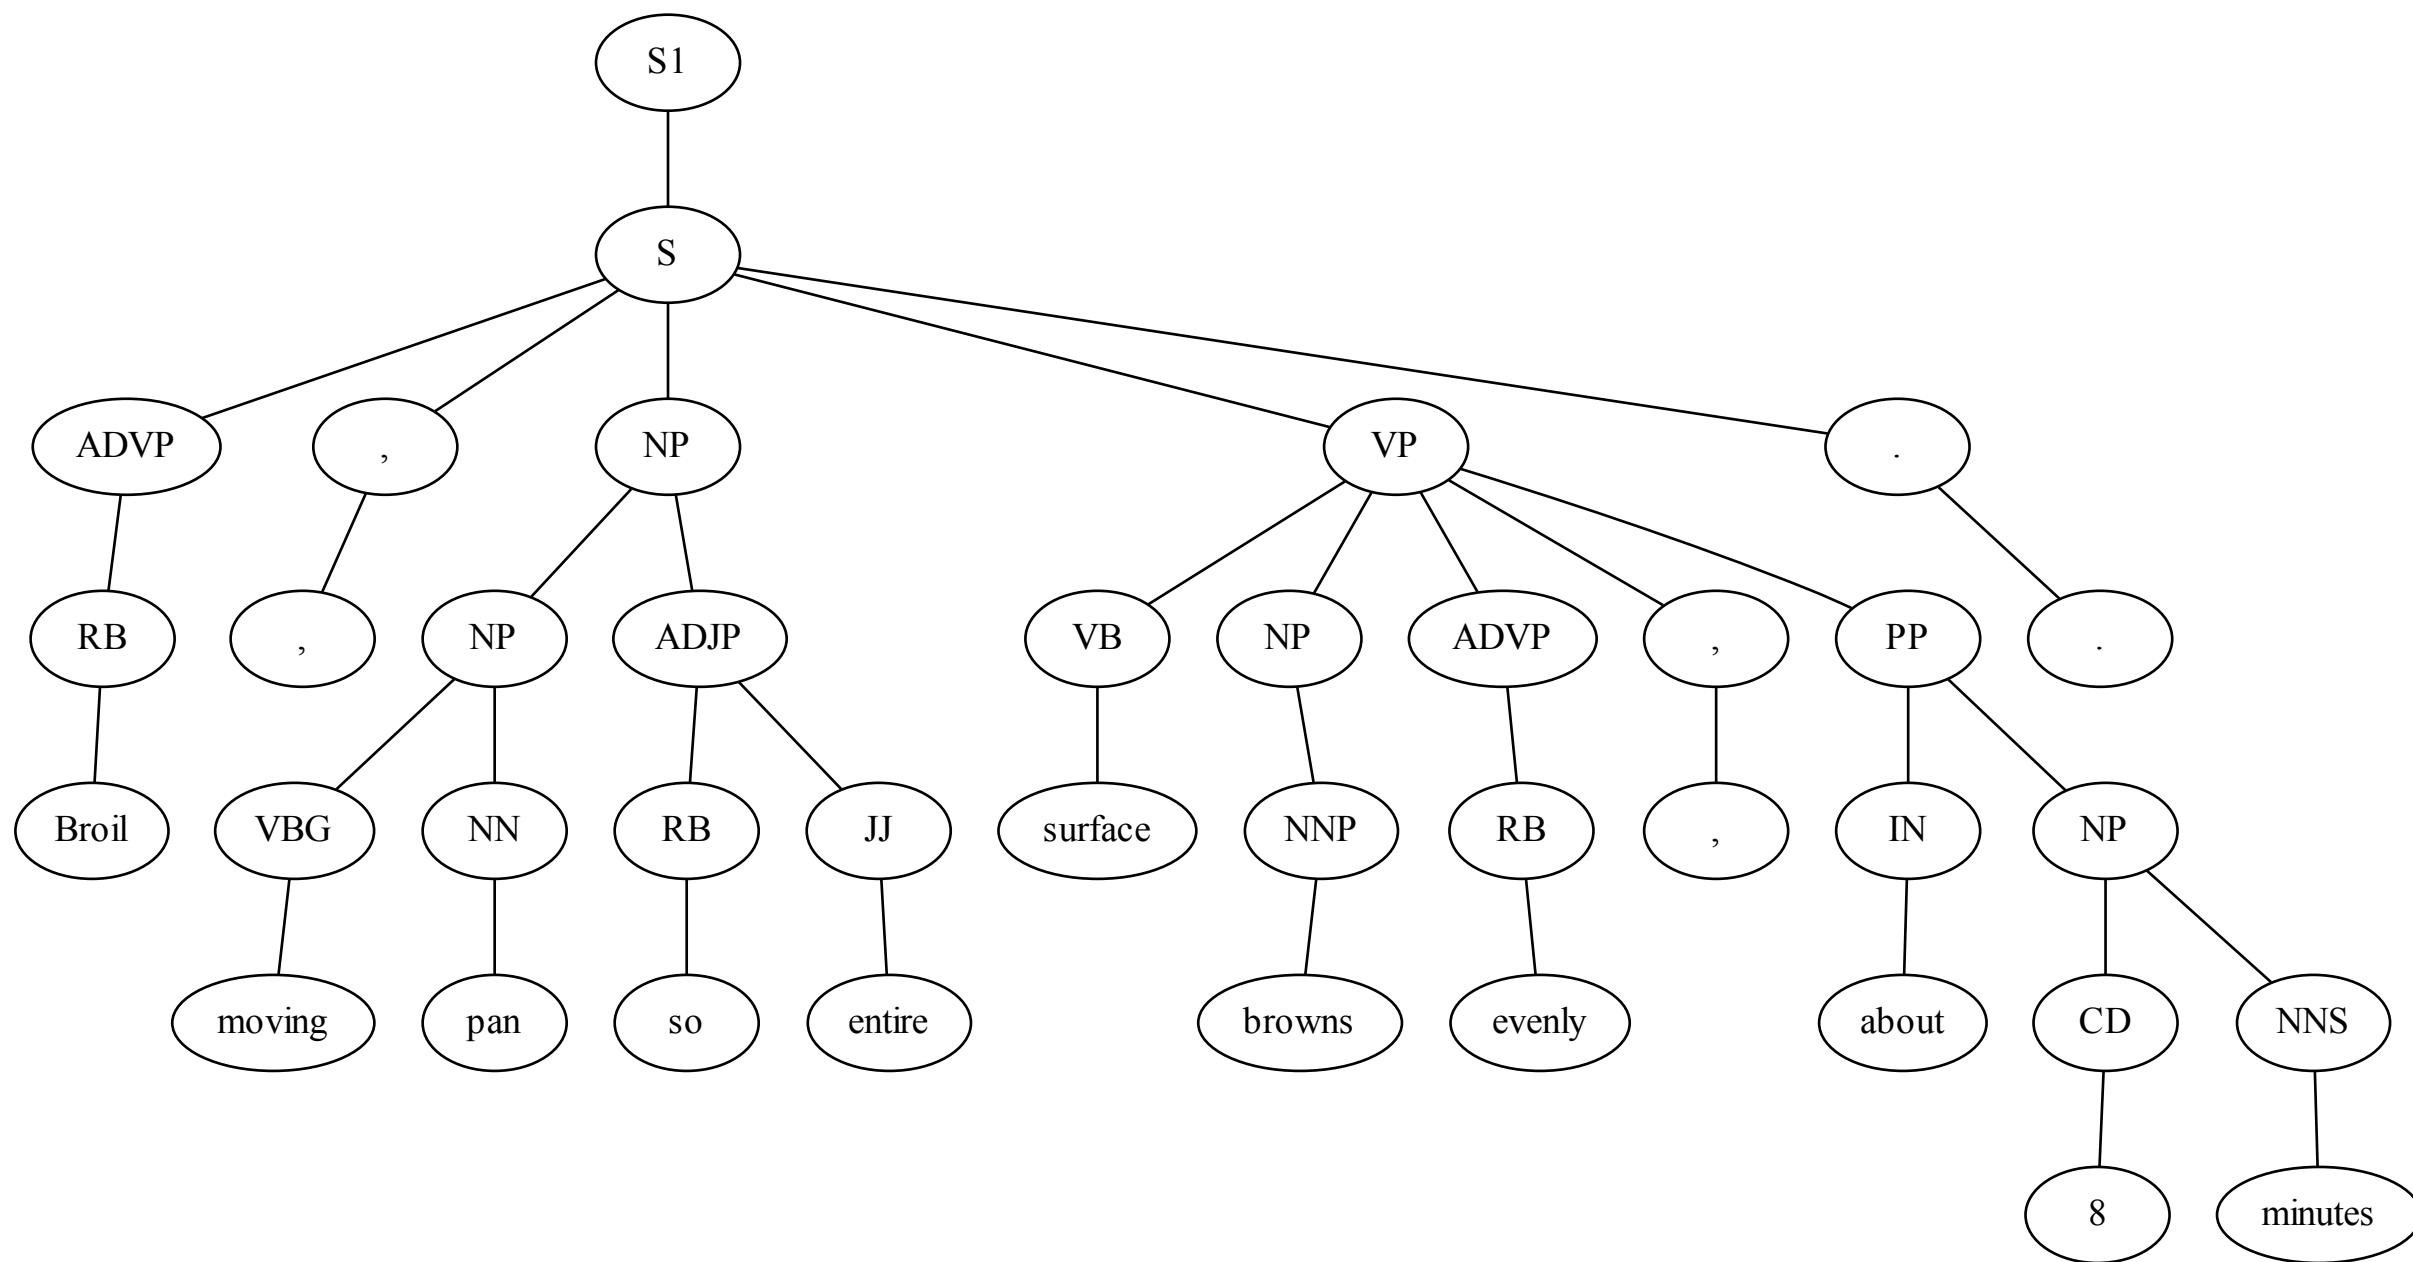 S1
S
ADVP , NP VP .
RB , NP ADJP VB NP ADVP , PP .
Broil VBG NN RB JJ surface NNP RB , IN NP
moving pan so entire browns evenly about CD NNS
8 minutes